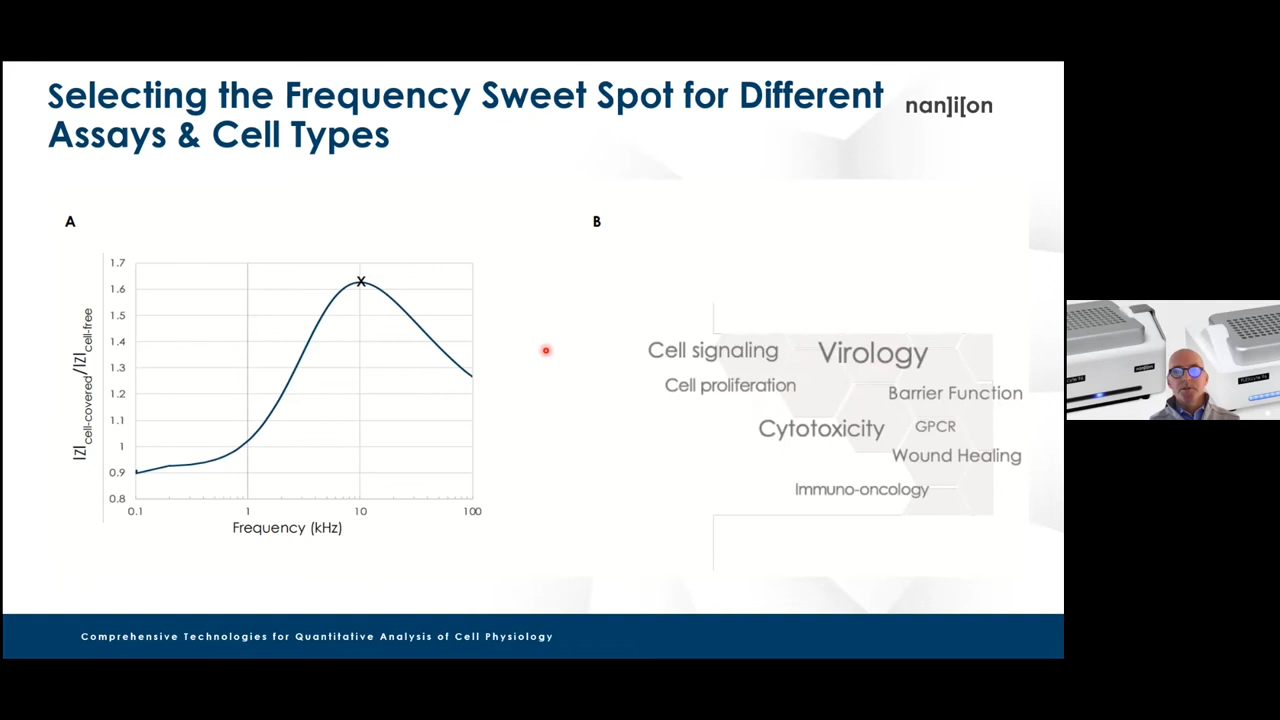 Selecting the Frequency Sweet Spot for Different
Assays & Cell Types
nan]i[on
A
B
1.7
1.6
1.5
1.4
1.3
1.2
1.1
1
0.9
0.8
|Z|cell-covered/|Z|cell-free
0.1
1
10
100
X
Frequency (kHz)
Cell signaling
Virology
Cell proliferation
Barrier Function
Cytotoxicity
GPCR
Wound Healing
Immuno-oncology
Comprehensive Technologies for Quantitative Analysis of Cell Physiology